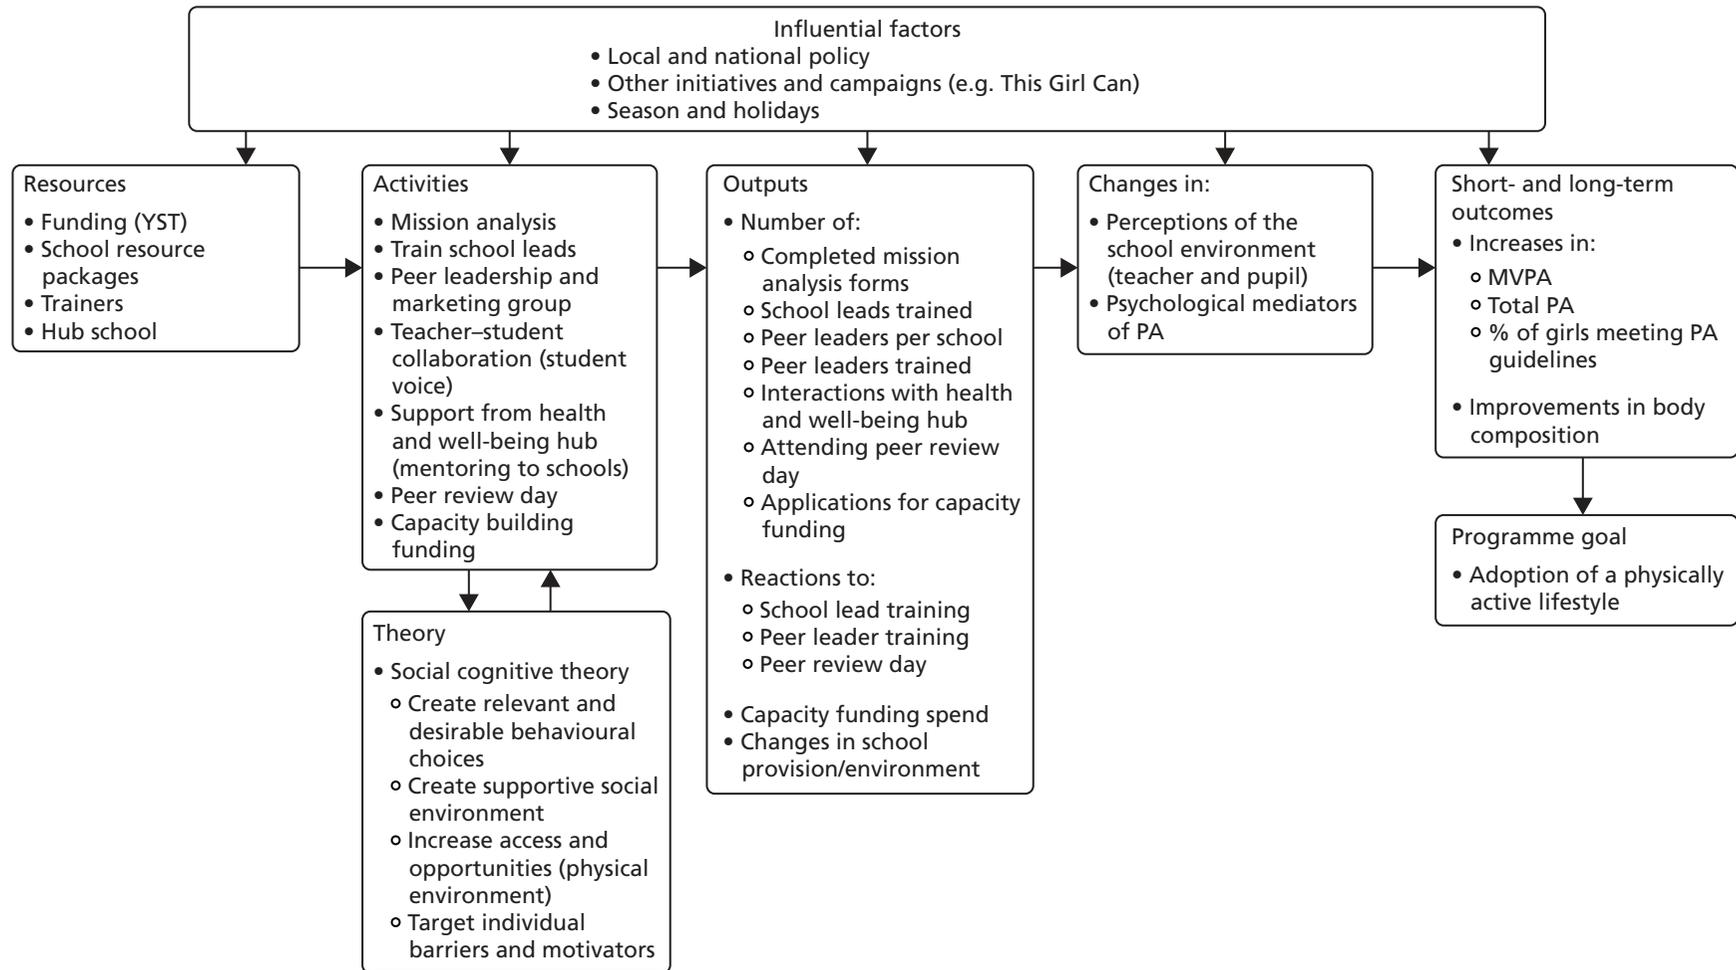 Influential factors
• Local and national policy
• Other initiatives and campaigns (e.g. This Girl Can)
• Season and holidays
Resources
• Funding (YST)
• School resource
packages
• Trainers
• Hub school
Activities
• Mission analysis
• Train school leads
• Peer leadership and
marketing group
• Teacher–student
collaboration (student
voice)
• Support from health
and well-being hub
(mentoring to schools)
• Peer review day
• Capacity building
funding
Theory
• Social cognitive theory
Create relevant and
desirable behavioural
choices
Create supportive social
environment
Increase access and
opportunities (physical
environment)
Target individual
barriers and motivators
Outputs
• Number of:
Completed mission
analysis forms
School leads trained
Peer leaders per school
Peer leaders trained
Interactions with health
and well-being hub
Attending peer review
day
Applications for capacity
funding
• Reactions to:
School lead training
Peer leader training
Peer review day
• Capacity funding spend
• Changes in school
provision/environment
Changes in:
• Perceptions of the
school environment
(teacher and pupil)
• Psychological mediators
of PA
Short- and long-term
outcomes
• Increases in:
MVPA
Total PA
% of girls meeting PA
guidelines
• Improvements in body
composition
Programme goal
• Adoption of a physically
active lifestyle